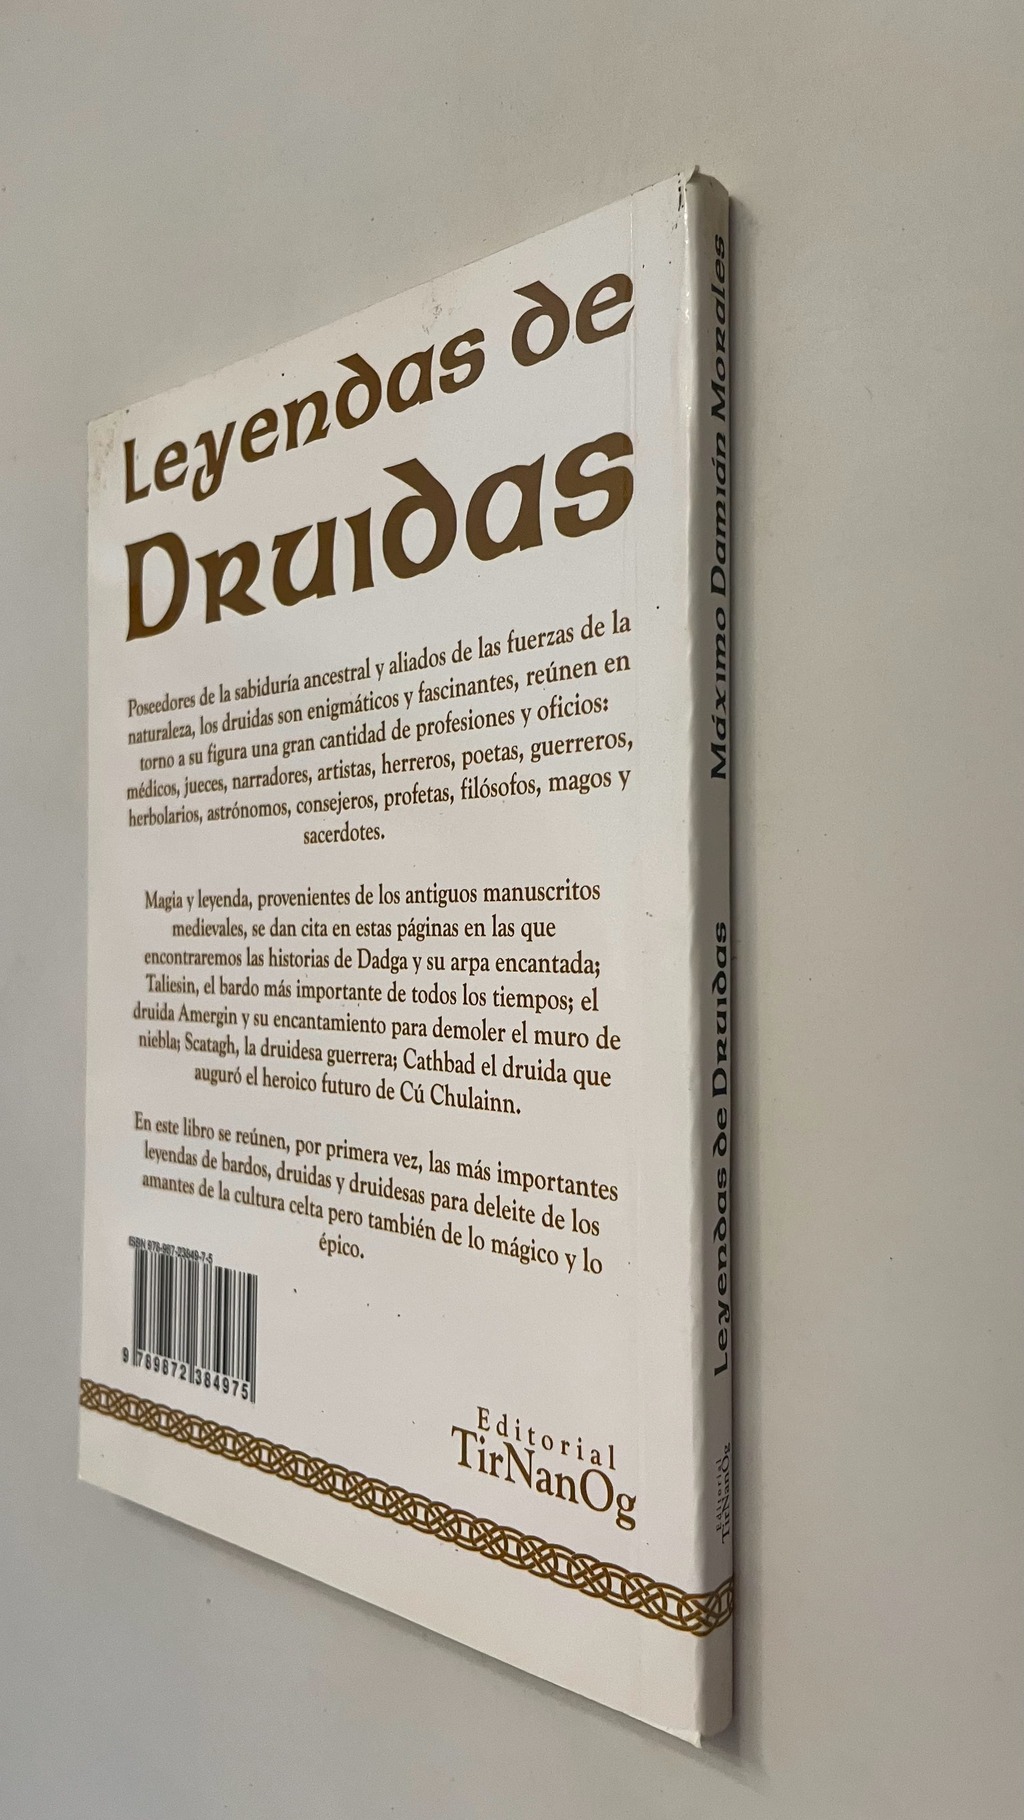 Leyendas de
Druidas
Poseedores de la sabiduría ancestral y aliados de las fuerzas de la
naturaleza, los druidas son enigmáticos y fascinantes, reúnen en
torno a su figura una gran cantidad de profesiones y oficios:
médicos, jueces, narradores, artistas, herreros, poetas, guerreros,
herbolarios, astrónomos, consejeros, profetas, filósofos, magos y
sacerdotes.
Magia y leyenda, provenientes de los antiguos manuscritos
medievales, se dan cita en estas páginas en las que
encontraremos las historias de Dadga y su arpa encantada;
Taliesin, el bardo más importante de todos los tiempos; el
druida Amergin y su encantamiento para demoler el muro de
niebla; Scatagh, la druidesa guerrera; Cathbad el druida que
auguró el heroico futuro de Cú Chulainn.
En este libro se reúnen, por primera vez, las más importantes
leyendas de bardos, druidas y druidesas para deleite de los
amantes de la cultura celta pero también de lo mágico y lo
épico.
ISBN 978-987-23849-7-5
9 789872 384975
Editorial
TirNanOg
Editorial
TirNanOg
Leyendas de Druidas
Máximo Damián Morales